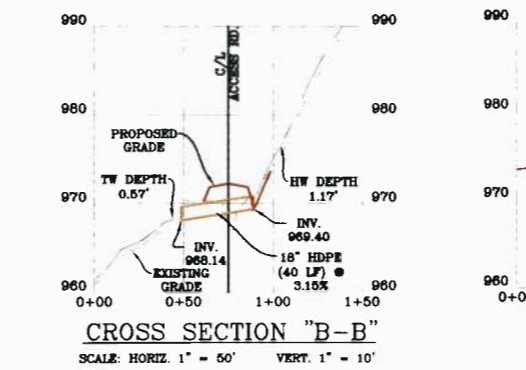 990
990
980
980
970
970
960
960
C/L
ACCESS RD.
PROPOSED
GRADE
TW DEPTH
0.57'
HW DEPTH
1.17'
INV.
969.40
INV.
968.14
18" HDPE
(40 LF) @
3.15%
EXISTING
GRADE
0+00
0+50
1+00
1+50
CROSS SECTION "B-B"
SCALE: HORIZ. 1" = 50' VERT. 1" = 10'
990
980
970
960